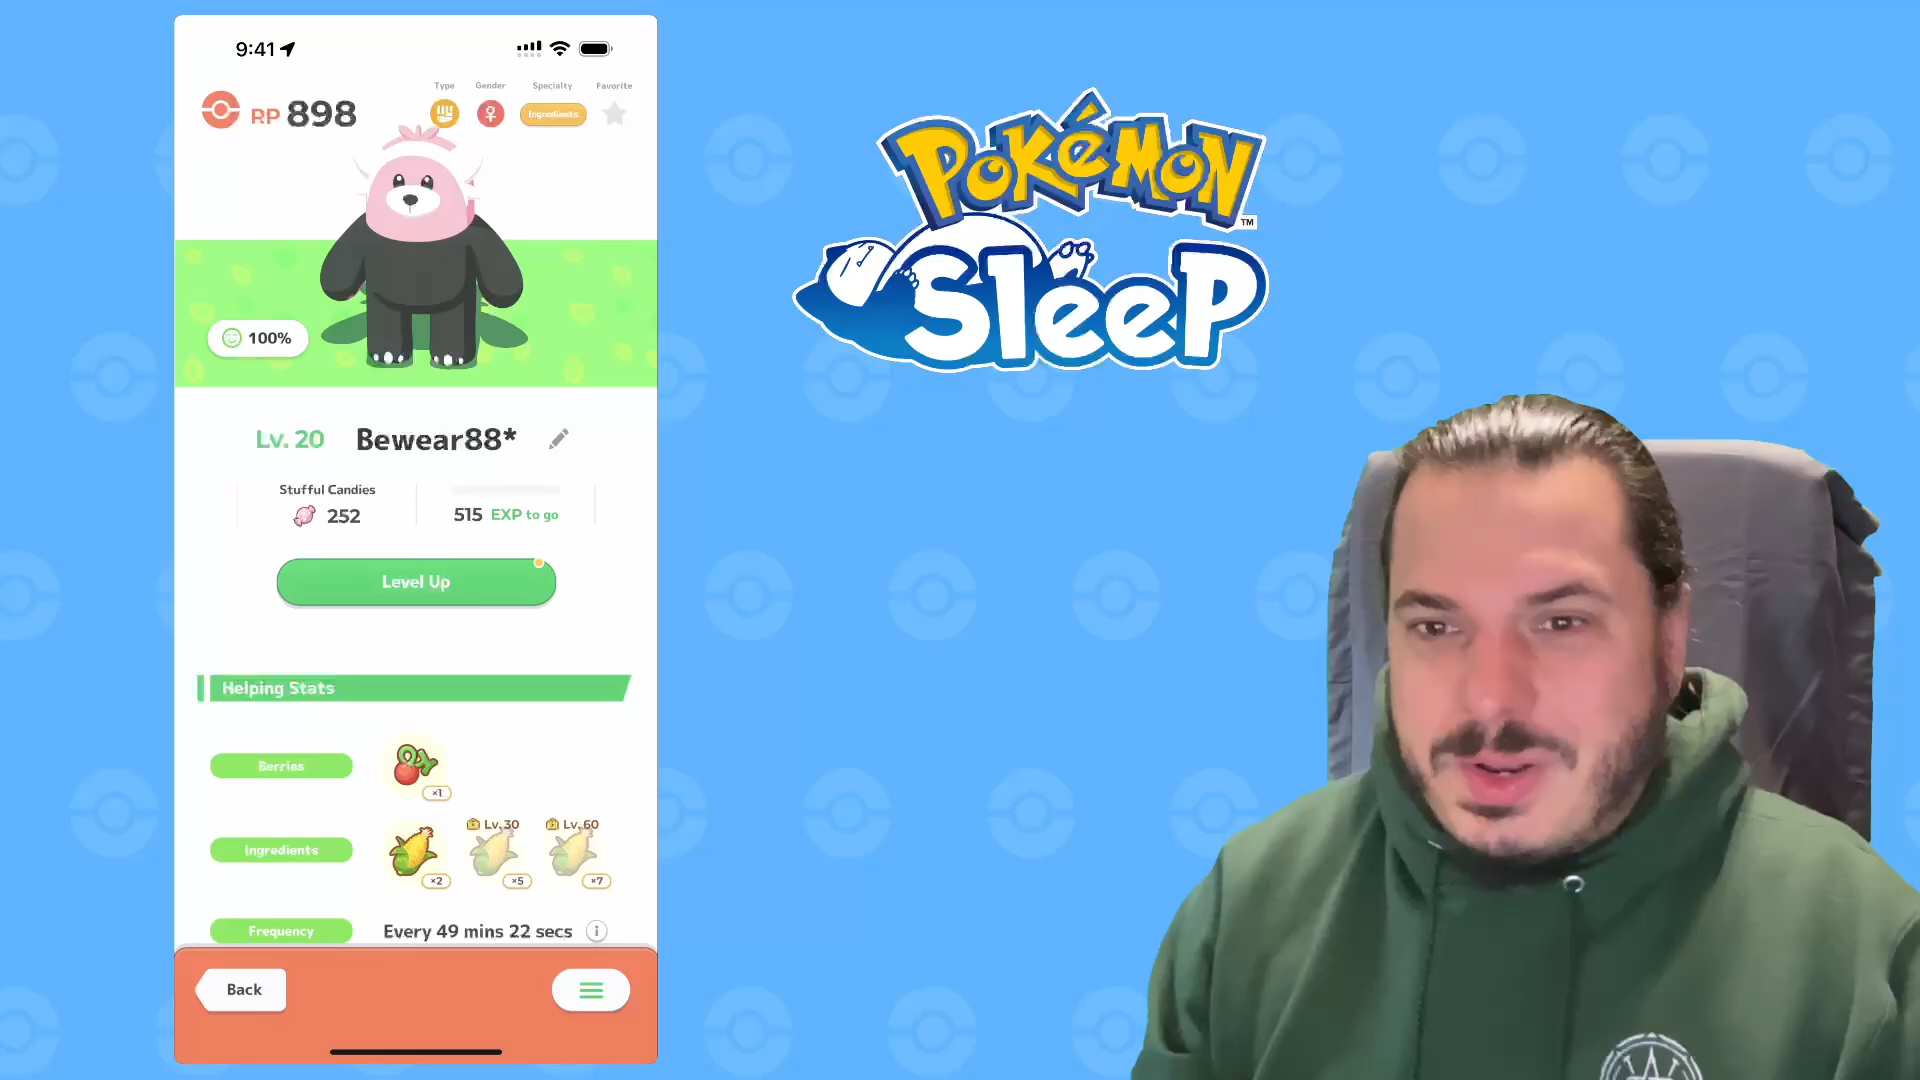 9:41
Type Gender Specialty Favorite
RP 898
Ingredients
100%
Lv. 20 Bewear88*
Stufful Candies
252
515 EXP to go
Level Up
Helping Stats
Berries
×1
Lv.30 Lv.60
Ingredients
×2 ×5 ×7
Frequency Every 49 mins 22 secs
Back
POKéMON
TM
Sleep